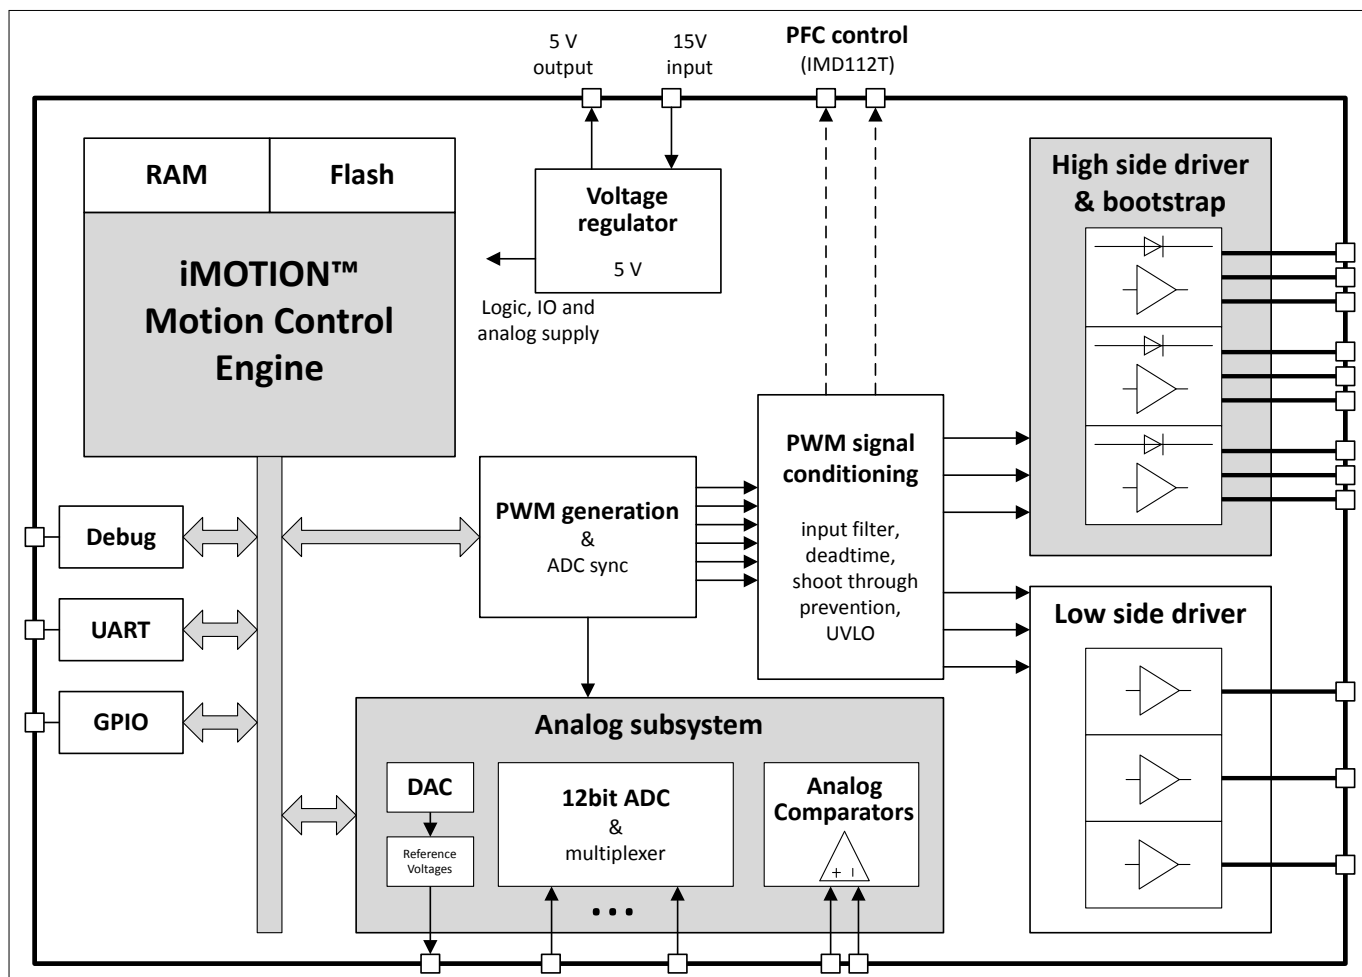 5 V
output
15V
input
PFC control
(IMD112T)
RAM
Flash
iMOTION™
Motion Control
Engine
Voltage
regulator
5 V
Logic, IO and
analog supply
High side driver
& bootstrap
PWM signal
conditioning
input filter,
deadtime,
shoot through
prevention,
UVLO
PWM generation
&
ADC sync
Debug
UART
GPIO
Low side driver
Analog subsystem
DAC
Reference
Voltages
12bit ADC
&
multiplexer
Analog
Comparators
+ –
...